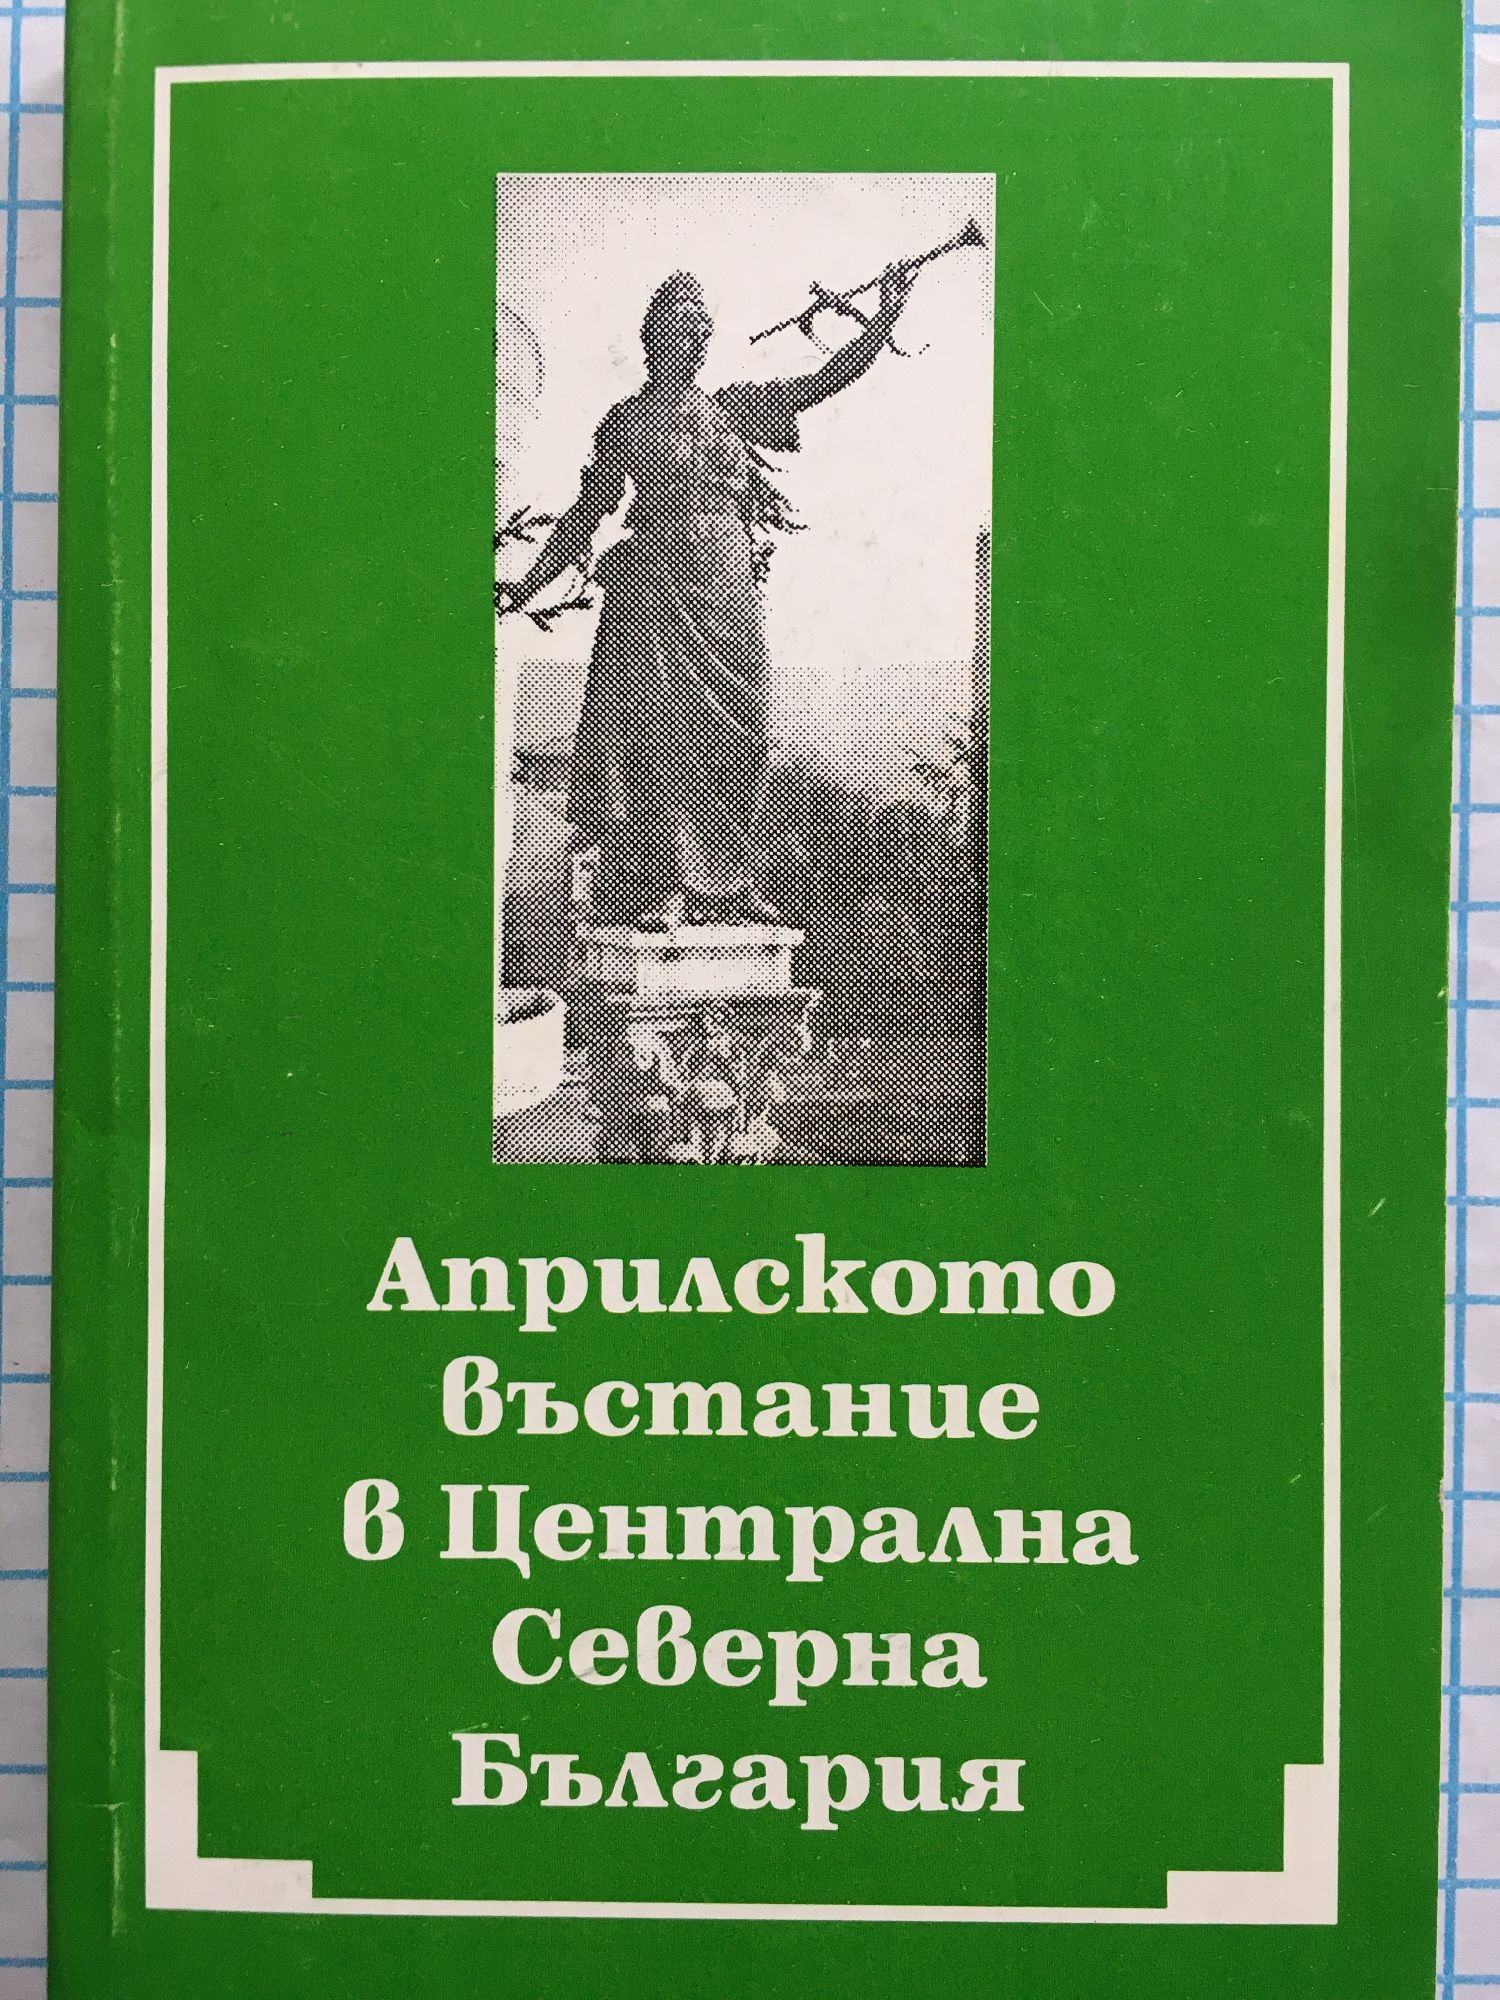 Априлското
въстание
в Централна
Северна
България